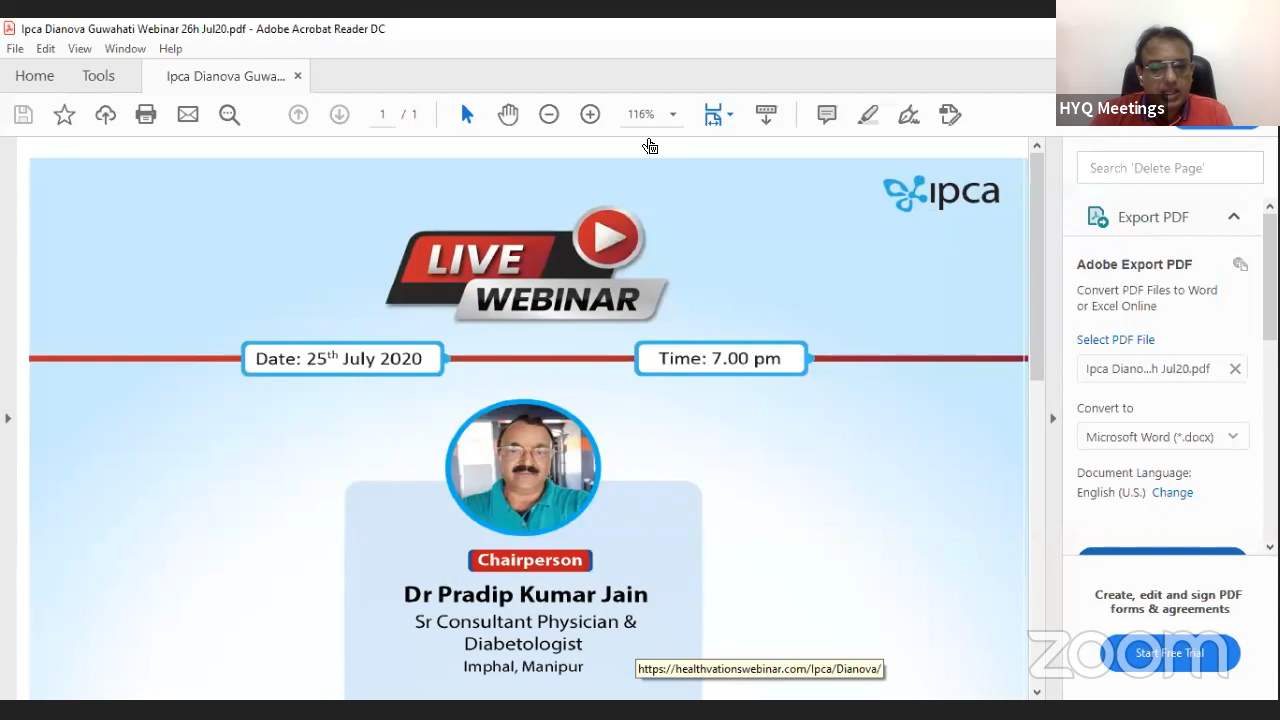 Ipca Dianova Guwahati Webinar 26h Jul20.pdf - Adobe Acrobat Reader DC
File Edit View Window Help
Home Tools Ipca Dianova Guwa... ×
1 / 1 116%
HYQ Meetings
Search 'Delete Page'
Export PDF
Adobe Export PDF
Convert PDF Files to Word
or Excel Online
Select PDF File
Ipca Diano...h Jul20.pdf
Convert to
Microsoft Word (*.docx)
Document Language:
English (U.S.) Change
Create, edit and sign PDF
forms & agreements
Start Free Trial
zoom
ipca
LIVE
WEBINAR
Date: 25th July 2020
Time: 7.00 pm
Chairperson
Dr Pradip Kumar Jain
Sr Consultant Physician &
Diabetologist
Imphal, Manipur
https://healthvationswebinar.com/Ipca/Dianova/